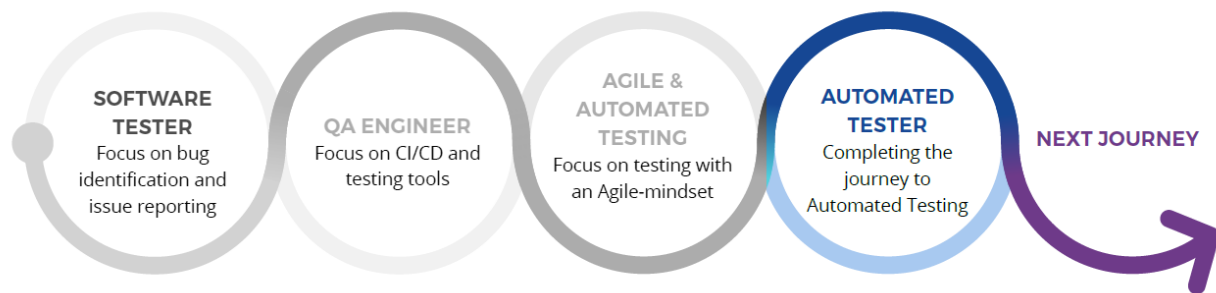 SOFTWARE
TESTER
Focus on bug
identification and
issue reporting
QA ENGINEER
Focus on CI/CD and
testing tools
AGILE &
AUTOMATED
TESTING
Focus on testing with
an Agile-mindset
AUTOMATED
TESTER
Completing the
journey to
Automated Testing
NEXT JOURNEY